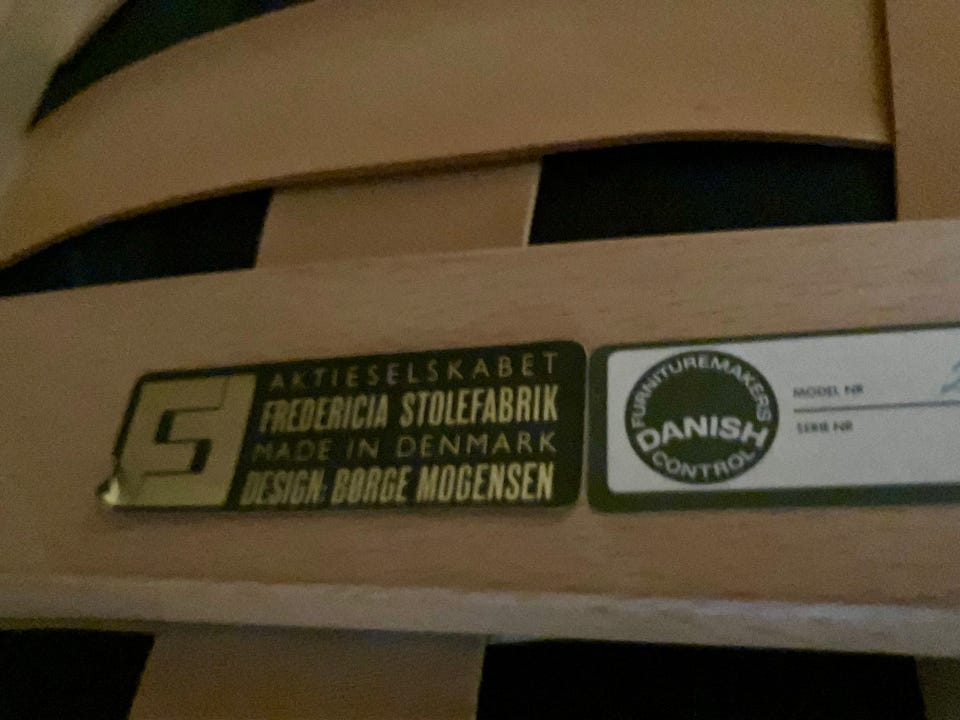 AKTIESELSKABET
FREDERICIA STOLEFABRIK
MADE IN DENMARK
DESIGN: BØRGE MOGENSEN
FURNITUREMAKERS
DANISH
CONTROL
MODEL NR
SERIE NR